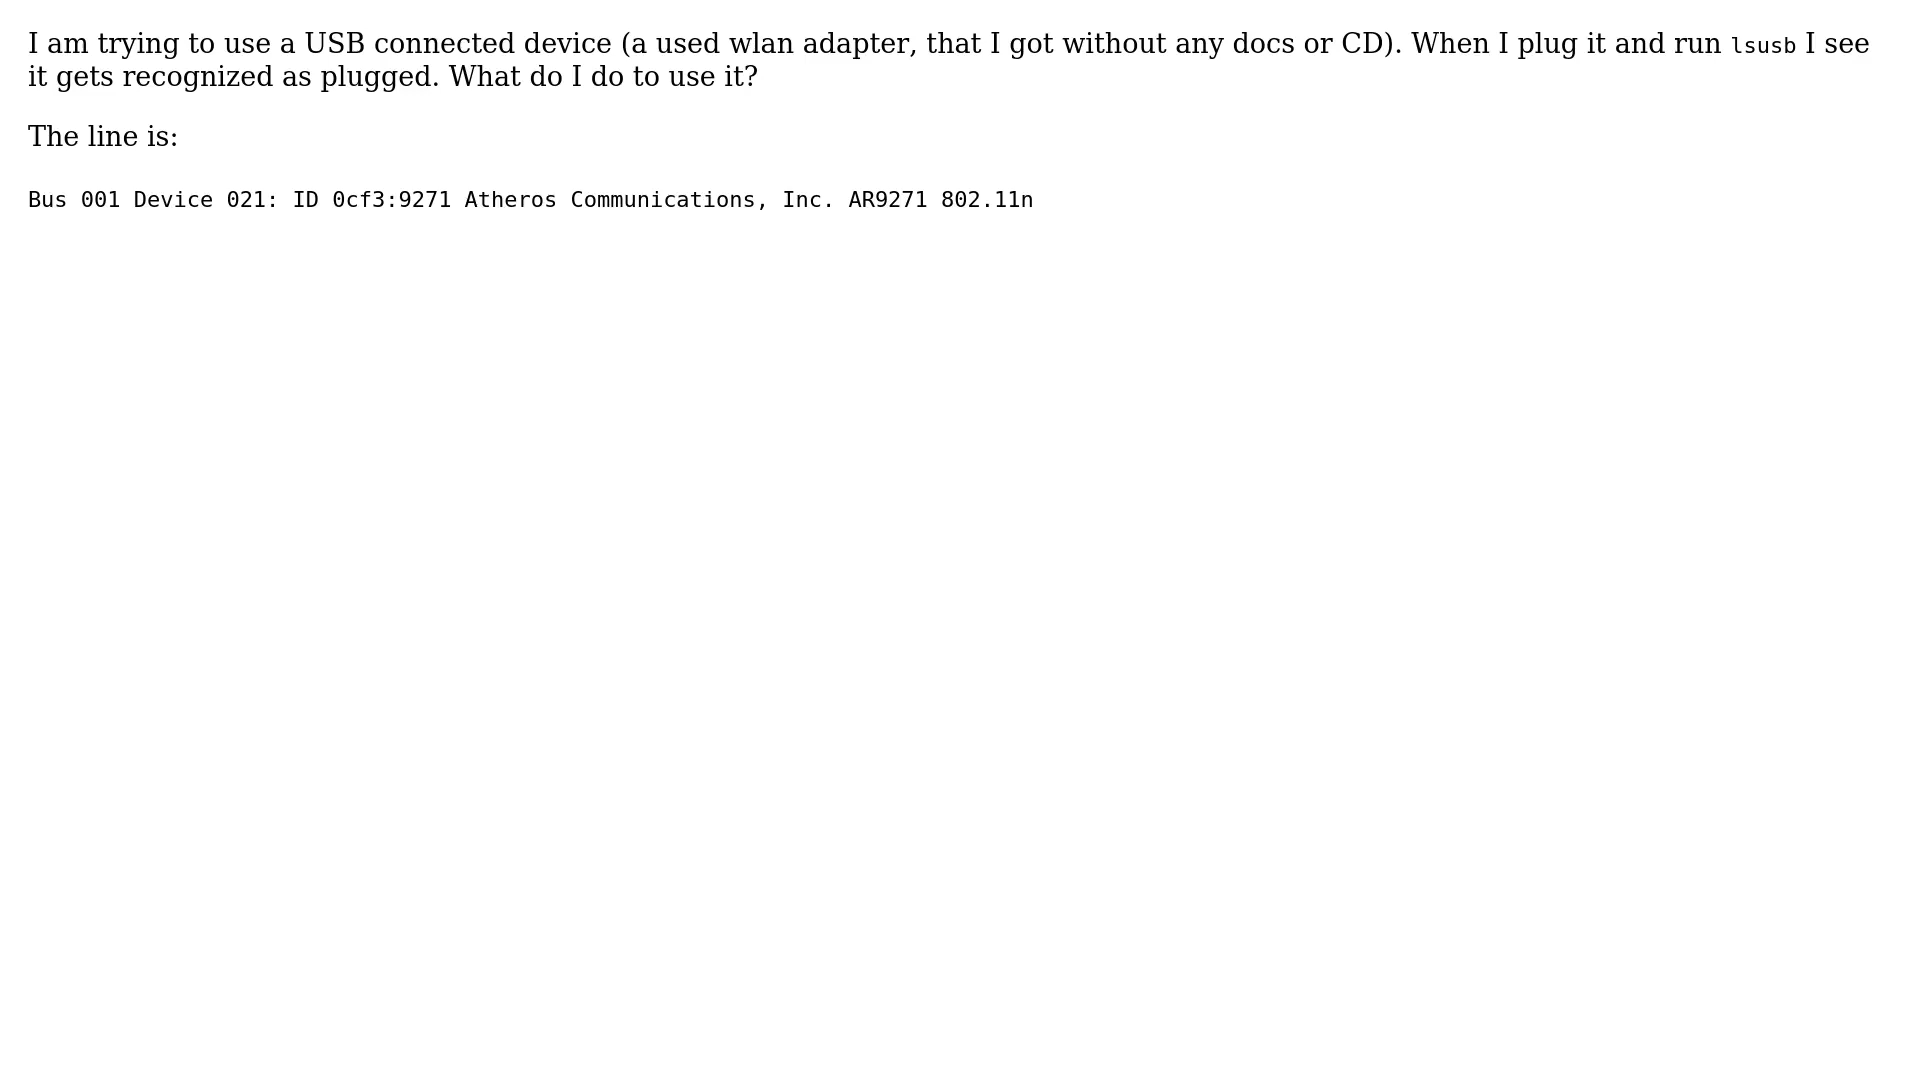 I am trying to use a USB connected device (a used wlan adapter, that I got without any docs or CD). When I plug it and run lsusb I see
it gets recognized as plugged. What do I do to use it?
The line is:
Bus 001 Device 021: ID 0cf3:9271 Atheros Communications, Inc. AR9271 802.11n